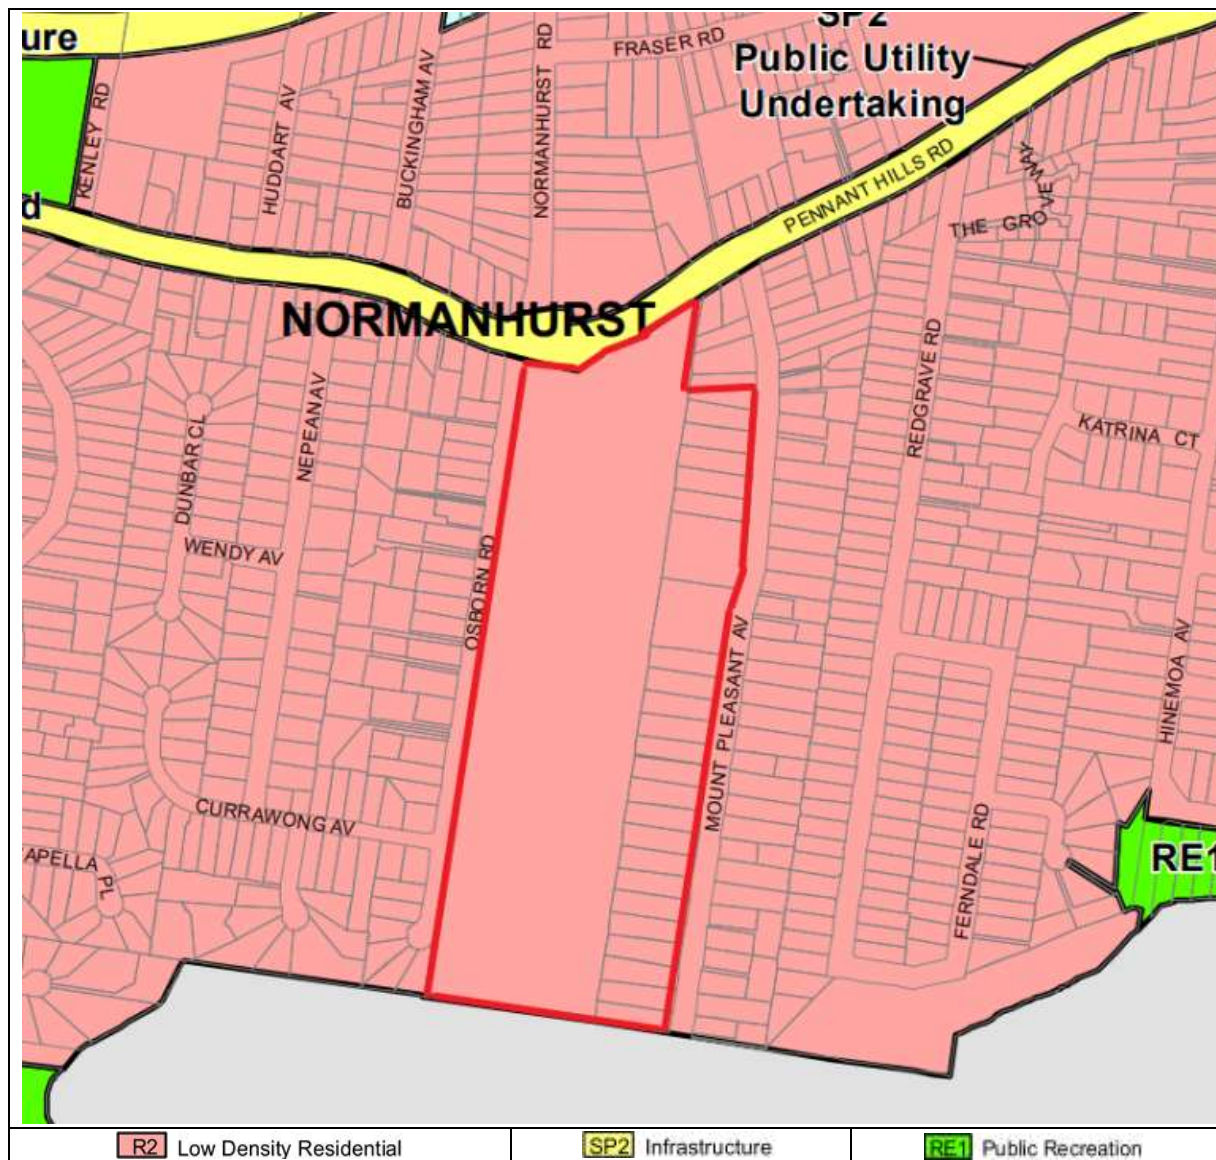 ure
SP2
Public Utility
Undertaking
KENLEY RD
HUDDART AV
BUCKINGHAM AV
NORMANHURST RD
FRASER RD
PENNANT HILLS RD
THE GROVE WAY
d
NORMANHURST
DUNBAR CL
NEPEAN AV
WENDY AV
OSBORN RD
REDGRAVE RD
KATRINA CT
MOUNT PLEASANT AV
HINEMOA AV
CURRAWONG AV
APELLA PL
FERNDALE RD
RE1
R2 Low Density Residential
SP2 Infrastructure
RE1 Public Recreation